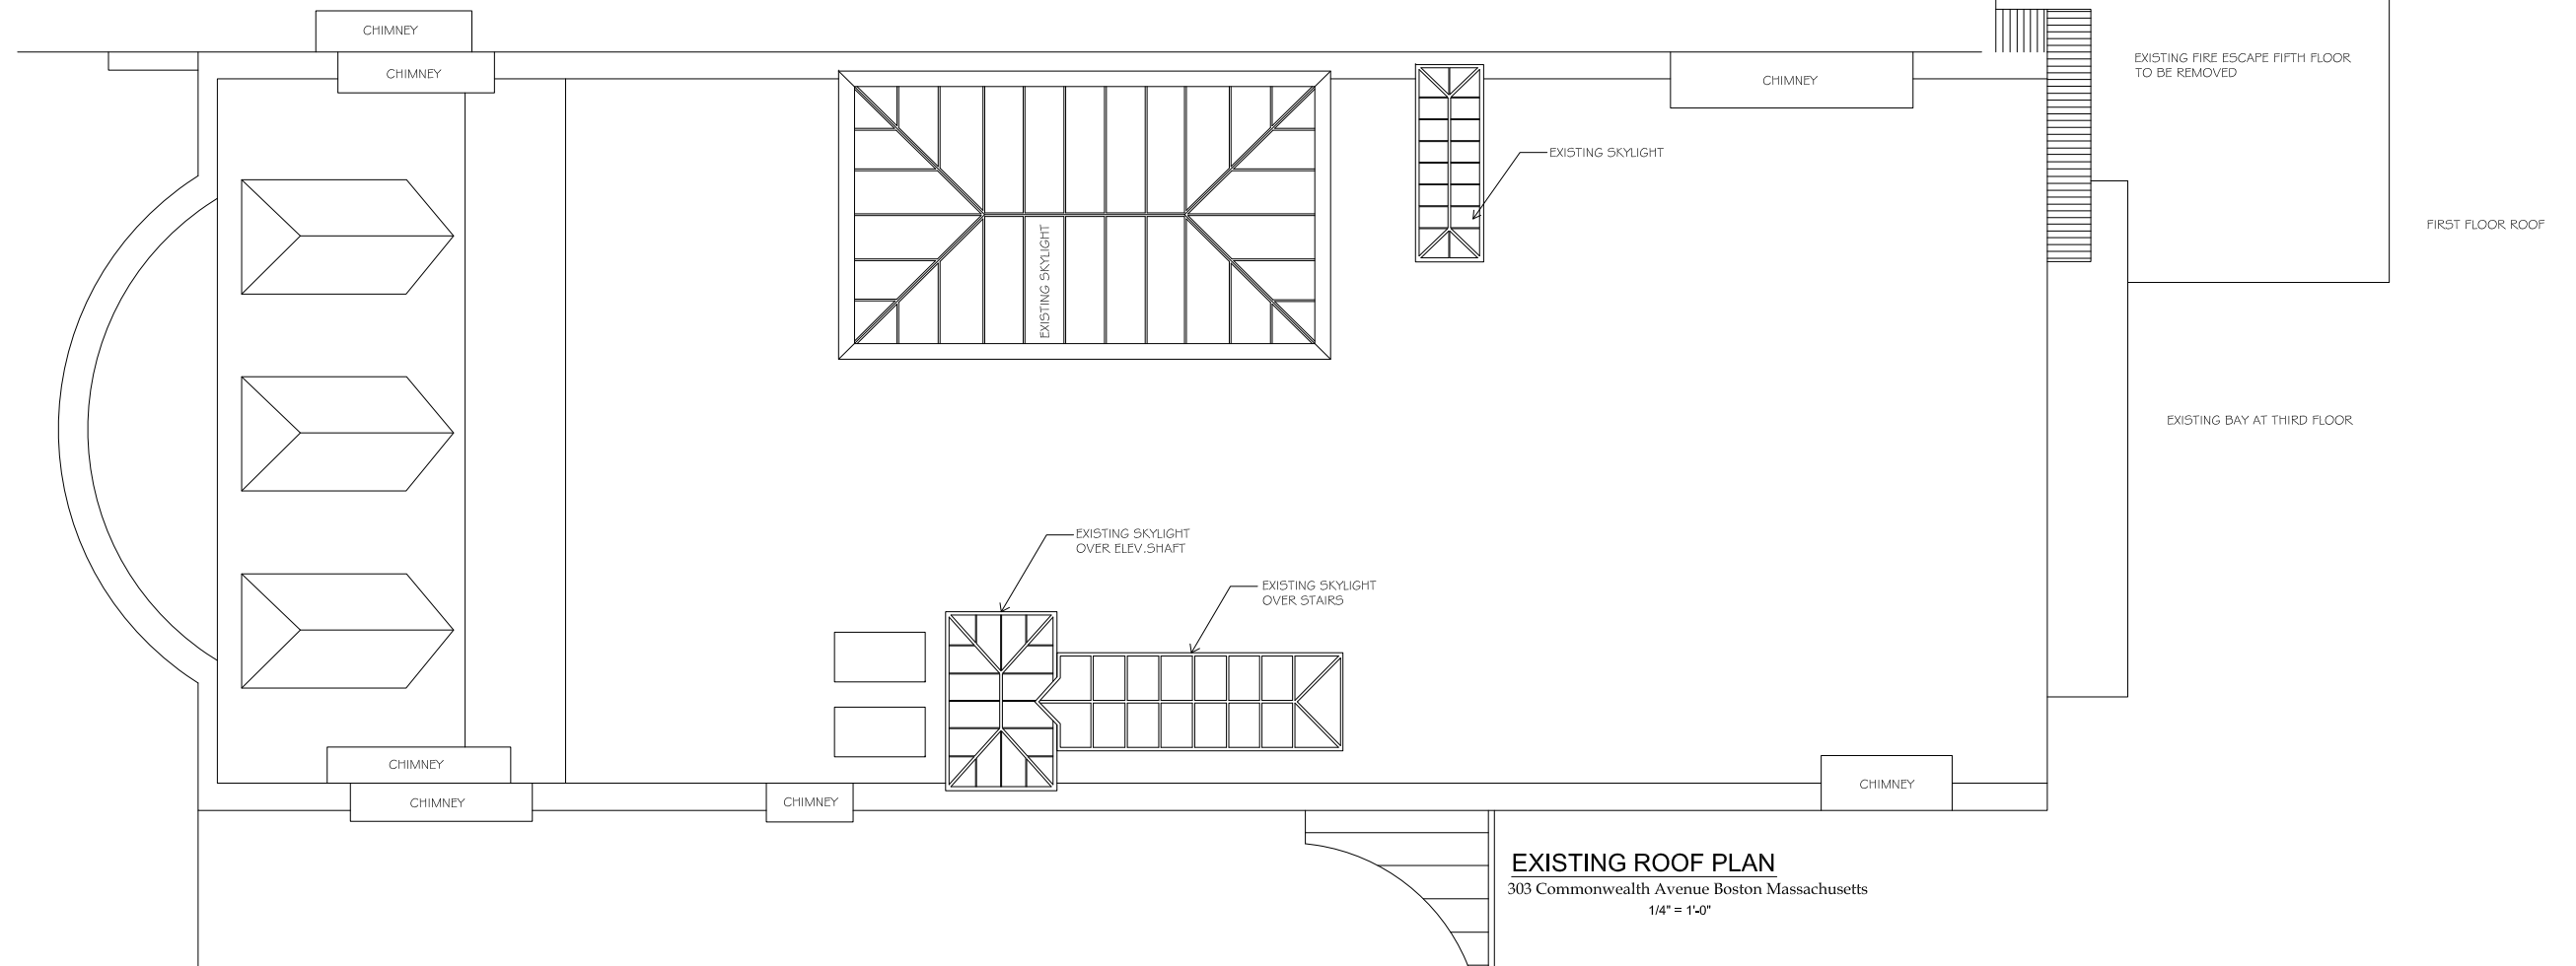 CHIMNEY
CHIMNEY
CHIMNEY
EXISTING FIRE ESCAPE FIFTH FLOOR
TO BE REMOVED
EXISTING SKYLIGHT
EXISTING SKYLIGHT
FIRST FLOOR ROOF
EXISTING BAY AT THIRD FLOOR
EXISTING SKYLIGHT
OVER ELEV.SHAFT
EXISTING SKYLIGHT
OVER STAIRS
CHIMNEY
CHIMNEY
CHIMNEY
CHIMNEY
EXISTING ROOF PLAN
303 Commonwealth Avenue Boston Massachusetts
1/4" = 1'-0"